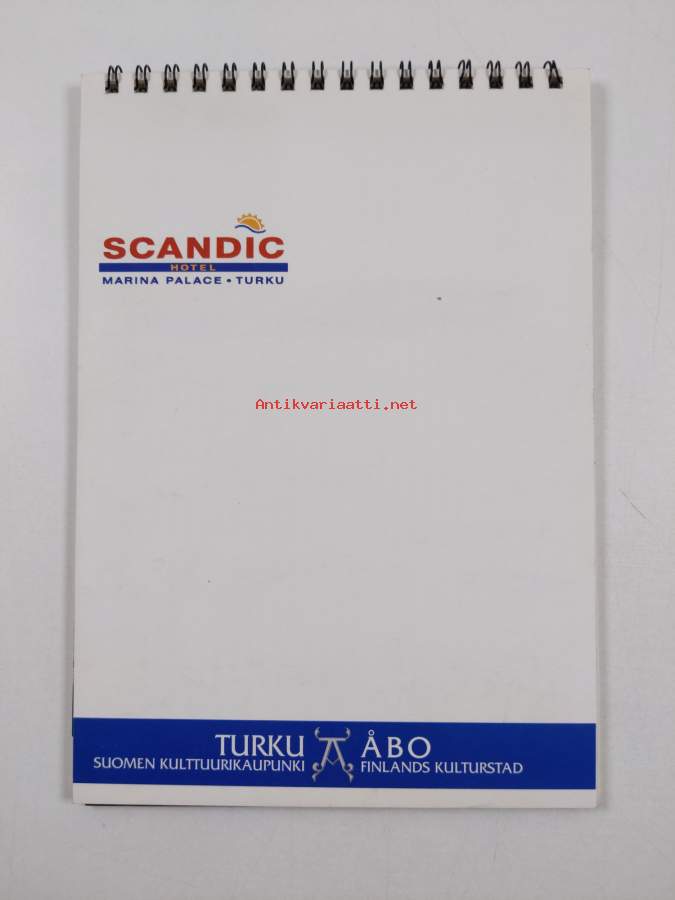 SCANDIC
HOTEL
MARINA PALACE • TURKU
Antikvariaatti.net
TURKU ÅBO
SUOMEN KULTTUURIKAUPUNKI FINLANDS KULTURSTAD